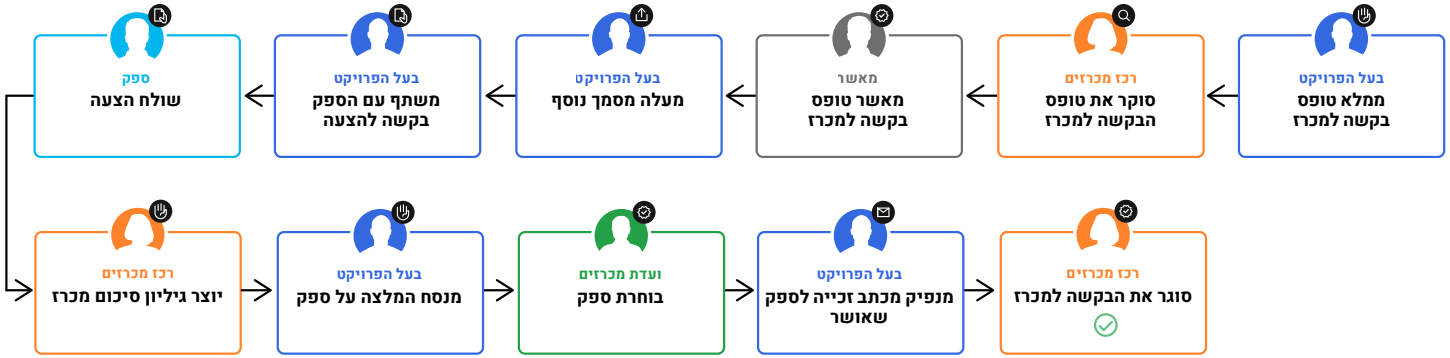 בעל הפרויקט
ממלא טופס
בקשה למכרז
רכז מכרזים
סוקר את טופס
הבקשה למכרז
מאשר
מאשר טופס
בקשה למכרז
בעל הפרויקט
מעלה מסמך נוסף
בעל הפרויקט
משתף עם הספק
בקשה להצעה
ספק
שולח הצעה
רכז מכרזים
יוצר גיליון סיכום מכרז
בעל הפרויקט
מנסח המלצה על ספק
ועדת מכרזים
בוחרת ספק
בעל הפרויקט
מנפיק מכתב זכייה לספק
שאושר
רכז מכרזים
סוגר את הבקשה למכרז